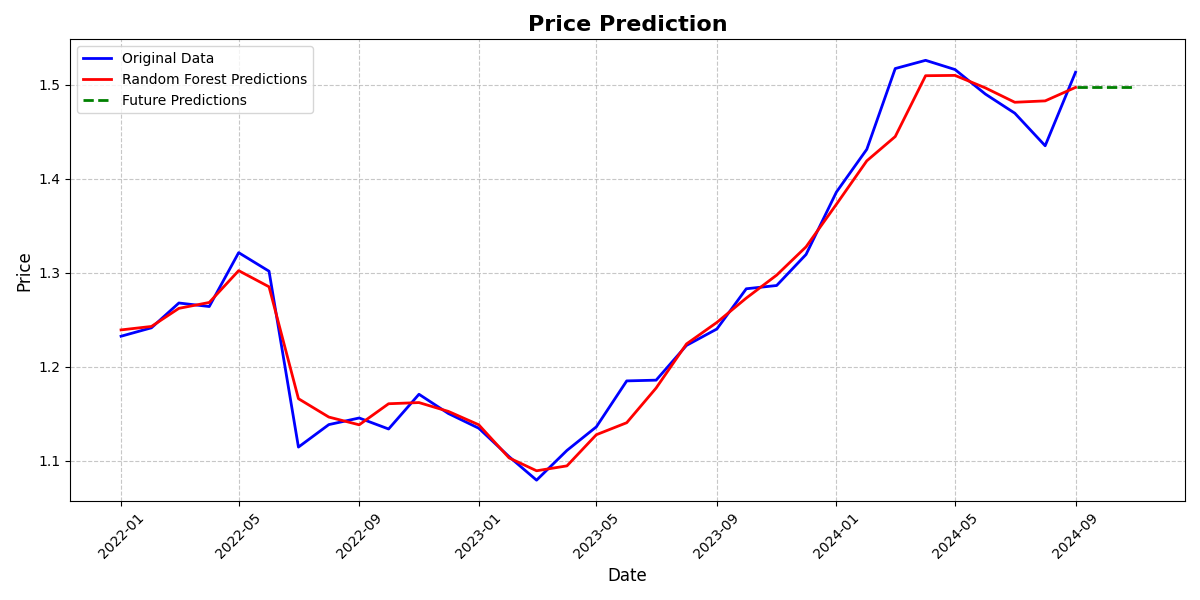 Price Prediction
Original Data
Random Forest Predictions
Future Predictions
Price
1.5
1.4
1.3
1.2
1.1
2022-01
2022-05
2022-09
2023-01
2023-05
2023-09
2024-01
2024-05
2024-09
Date